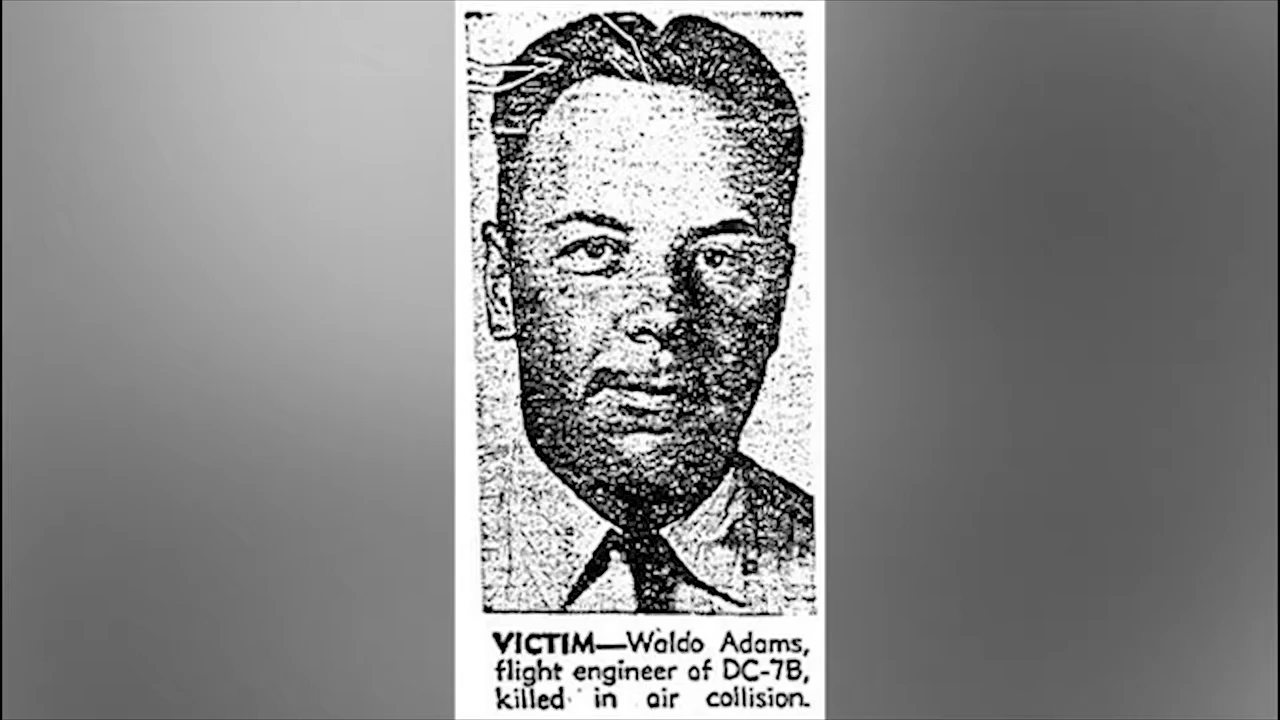 VICTIM—Waldo Adams,
flight engineer of DC-7B,
killed in air collision.